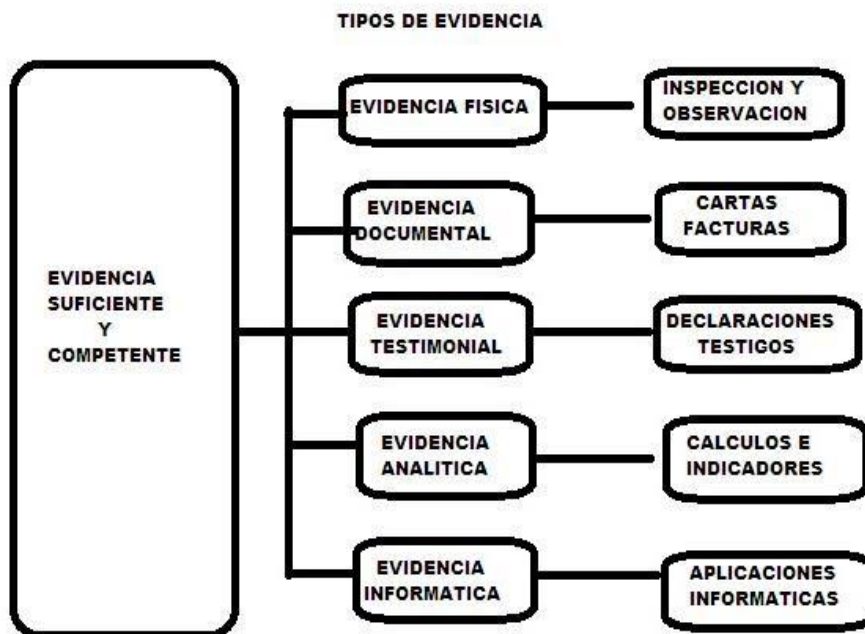 TIPOS DE EVIDENCIA
EVIDENCIA
SUFICIENTE
Y
COMPETENTE
EVIDENCIA FISICA
INSPECCION Y
OBSERVACION
EVIDENCIA
DOCUMENTAL
CARTAS
FACTURAS
EVIDENCIA
TESTIMONIAL
DECLARACIONES
TESTIGOS
EVIDENCIA
ANALITICA
CALCULOS E
INDICADORES
EVIDENCIA
INFORMATICA
APLICACIONES
INFORMATICAS